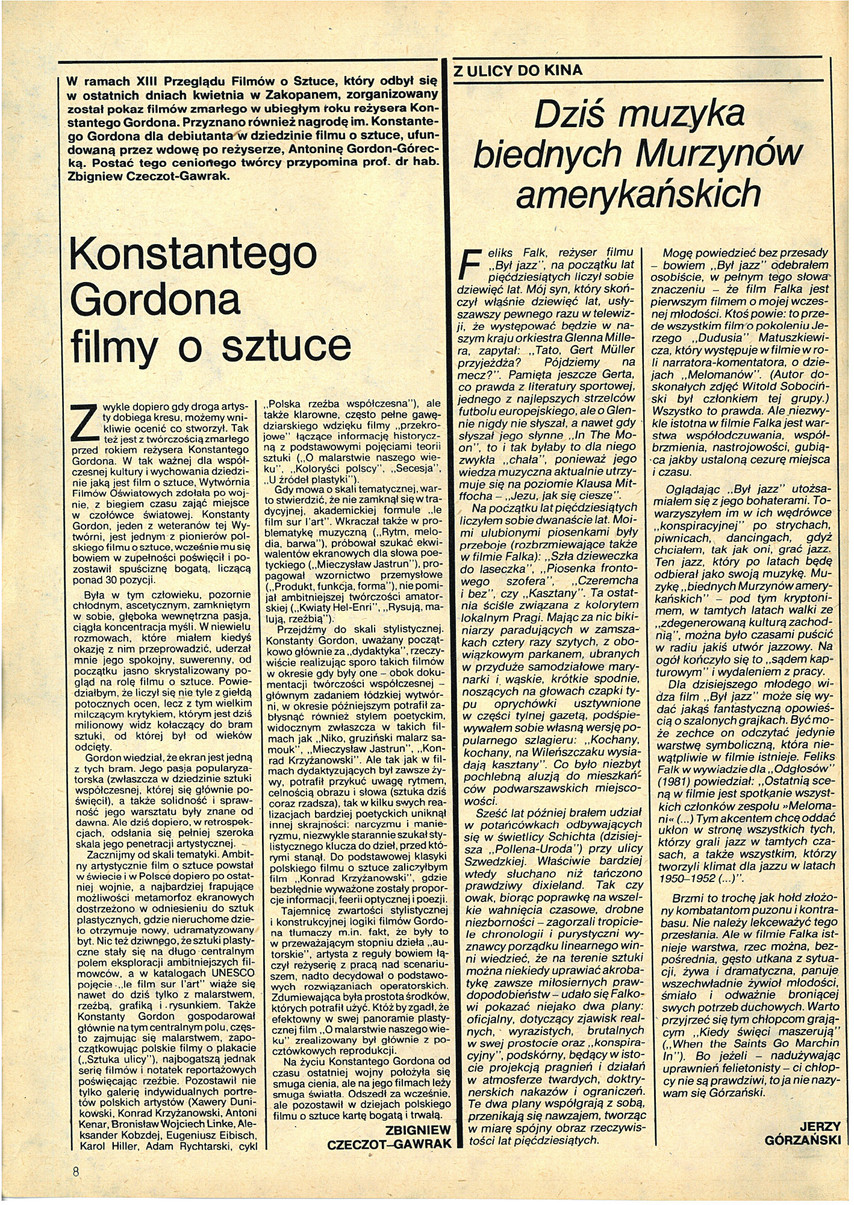 W ramach XIII Przeglądu Filmów o Sztuce, który odbył się
w ostatnich dniach kwietnia w Zakopanem, zorganizowany
został pokaz filmów zmarłego w ubiegłym roku reżysera Kon-
stantego Gordona. Przyznano również nagrodę im. Konstante-
go Gordona dla debiutanta w dziedzinie filmu o sztuce, ufun-
dowaną przez wdowę po reżyserze, Antoninę Gordon-Górec-
ką. Postać tego cenionego twórcy przypomina prof. dr hab.
Zbigniew Czeczot-Gawrak.
Konstantego
Gordona
filmy o sztuce
Zwykle dopiero gdy droga artys-
ty dobiega kresu, możemy wni-
kliwie ocenić co stworzył. Tak
też jest z twórczością zmarłego
przed rokiem reżysera Konstantego
Gordona. W tak ważnej dla współ-
czesnej kultury i wychowania dziedzi-
nie jaką jest film o sztuce, Wytwórnia
Filmów Oświatowych zdołała po woj-
nie, z biegiem czasu zająć miejsce
w czołówce światowej. Konstanty
Gordon, jeden z weteranów tej Wy-
twórni, jest jednym z pionierów pol-
skiego filmu o sztuce, wcześnie mu się
bowiem w zupełności poświęcił i po-
zostawił spuściznę bogatą, liczącą
ponad 30 pozycji.
Była w tym człowieku, pozornie
chłodnym, ascetycznym, zamkniętym
w sobie, głęboka wewnętrzna pasja,
ciągła koncentracja myśli. W niewielu
rozmowach, które miałem kiedyś
okazję z nim przeprowadzić, uderzał
mnie jego spokojny, suwerenny, od
początku jasno skrystalizowany po-
gląd na rolę filmu o sztuce. Powie-
działbym, że liczył się nie tyle z giełdą
potocznych ocen, lecz z tym wielkim
milczącym krytykiem, którym jest dziś
milionowy widz kołaczący do bram
sztuki, od której był od wieków
odcięty.
Gordon wiedział, że ekran jest jedną
z tych bram. Jego pasja popularyza-
torska (zwłaszcza w dziedzinie sztuki
współczesnej, której się głównie po-
święcił), a także solidność i spraw-
ność jego warsztatu były znane od
dawna. Ale dziś dopiero, w retrospek-
cjach, odsłania się pełniej szeroka
skala jego penetracji artystycznej.
Zacznijmy od skali tematyki. Ambit-
ny artystycznie film o sztuce powstał
w świecie i w Polsce dopiero po ostat-
niej wojnie, a najbardziej frapujące
możliwości metamorfoz ekranowych
dostrzeżono w odniesieniu do sztuk
plastycznych, gdzie nieruchome dzie-
ło otrzymuje nowy, udramatyzowany
byt. Nic też dziwnego, że sztuki plasty-
czne stały się na długo centralnym
polem eksploracji ambitniejszych fil-
mowców, a w katalogach UNESCO
pojęcie „le film sur l'art" wiąże się
nawet do dziś tylko z malarstwem,
rzeźbą, grafiką i rysunkiem. Także
Konstanty Gordon gospodarował
głównie na tym centralnym polu, częs-
to zajmując się malarstwem, zapo-
czątkowując polskie filmy o plakacie
(„Sztuka ulicy"), najbogatszą jednak
serię filmów i notatek reportażowych
poświęcając rzeźbie. Pozostawił nie
tylko galerię indywidualnych portre-
tów polskich artystów (Xawery Duni-
kowski, Konrad Krzyżanowski, Antoni
Kenar, Bronisław Wojciech Linke, Ale-
ksander Kobzdej, Eugeniusz Eibisch,
Karol Hiller, Adam Rychtarski, cykl
„Polska rzeźba współczesna"), ale
także klarowne, często pełne gawę-
dziarskiego wdzięku filmy „przekro-
jowe" łączące informację historycz-
ną z podstawowymi pojęciami teorii
sztuki („O malarstwie naszego wie-
ku", „Koloryści polscy", „Secesja",
„U źródeł plastyki").
Gdy mowa o skali tematycznej, war-
to stwierdzić, że nie zamknął się w tra-
dycyjnej, akademickiej formule „le
film sur l'art". Wkraczał także w pro-
blematykę muzyczną („Rytm, melo-
dia, barwa"), próbował szukać ekwi-
walentów ekranowych dla słowa poe-
tyckiego („Mieczysław Jastrun"), pro-
pagował wzornictwo przemysłowe
(„Produkt, funkcja, forma"), nie pomi-
jał ambitniejszej twórczości amator-
skiej („Kwiaty Hel-Enri", „Rysują, ma-
lują, rzeźbią").
Przejdźmy do skali stylistycznej.
Konstanty Gordon, uważany począt-
kowo głównie za „dydaktyka", rzeczy-
wiście realizując sporo takich filmów
w okresie gdy były one – obok doku-
mentacji twórczości współczesnej –
głównym zadaniem łódzkiej wytwór-
ni, w okresie późniejszym potrafił za-
błysnąć również stylem poetyckim,
widocznym zwłaszcza w takich fil-
mach jak „Niko, gruziński malarz sa-
mouk", „Mieczysław Jastrun", „Kon-
rad Krzyżanowski". Ale tak jak w fil-
mach dydaktycznych był zawsze ży-
wy, potrafił przykuć uwagę rytmem,
celnością obrazu i słowa (sztuka dziś
coraz rzadsza), tak w kilku swych rea-
lizacjach bardziej poetyckich uniknął
innej skrajności: narcyzmu i manie-
ryzmu, niezwykle starannie szukał sty-
listycznego klucza do dzieł, przed któ-
rymi stanął. Do podstawowej klasyki
polskiego filmu o sztuce zaliczyłbym
film „Konrad Krzyżanowski", gdzie
bezbłędnie wyważone zostały propor-
cje informacji, feerii optycznej i poezji.
Tajemnicę zwartości stylistycznej
i konstrukcyjnej logiki filmów Gordo-
na tłumaczy m.in. fakt, że były to
w przeważającym stopniu dzieła „au-
torskie", artysta z reguły bowiem łą-
czył reżyserię z pracą nad scenariu-
szem, nadto decydował o podstawo-
wych rozwiązaniach operatorskich.
Zdumiewająca była prostota środków,
których potrafił użyć. Któż by zgadł, że
efektowny w swej panoramie plasty-
cznej film „O malarstwie naszego wie-
ku" zrealizowany był głównie z po-
cztówkowych reprodukcji.
Na życiu Konstantego Gordona od
czasu ostatniej wojny położyła się
smuga cienia, ale na jego filmach leży
smuga światła. Odszedł za wcześnie,
ale pozostawił w dziejach polskiego
filmu o sztuce kartę bogatą i trwałą.
ZBIGNIEW
CZECZOT–GAWRAK
Z ULICY DO KINA
Dziś muzyka
biednych Murzynów
amerykańskich
Feliks Falk, reżyser filmu
„Był jazz", na początku lat
pięćdziesiątych liczył sobie
dziewięć lat. Mój syn, który skoń-
czył właśnie dziewięć lat, usły-
szawszy pewnego razu w telewiz-
ji, że występować będzie w na-
szym kraju orkiestra Glenna Mille-
ra, zapytał: „Tato, Gert Müller
przyjeżdża? Pójdziemy na
mecz?". Pamięta jeszcze Gerta,
co prawda z literatury sportowej,
jednego z najlepszych strzelców
futbolu europejskiego, ale o Glen-
nie nigdy nie słyszał, a nawet gdy
słyszał jego słynne „In The Mo-
on", to i tak byłaby to dla niego
zwykła „chała", ponieważ jego
wiedza muzyczna aktualnie utrzy-
muje się na poziomie Klausa Mit-
ffocha – „Jezu, jak się cieszę".
Na początku lat pięćdziesiątych
liczyłem sobie dwanaście lat. Moi-
mi ulubionymi piosenkami były
przeboje (rozbrzmiewające także
w filmie Falka): „Szła dzieweczka
do laseczka", „Piosenka fronto-
wego szofera", „Czeremcha
i bez", czy „Kasztany". Ta ostat-
nia ściśle związana z kolorytem
lokalnym Pragi. Mając za nic biki-
niarzy paradujących w zamsza-
kach cztery razy szytych, z obo-
wiązkowym parkanem, ubranych
w przydużе samodziałowe mary-
narki i wąskie, krótkie spodnie,
noszących na głowach czapki ty-
pu oprychówki usztywnione
w części tylnej gazetą, podśpie-
wywałem sobie własną wersję po-
pularnego szlagieru: „Kochany,
kochany, na Wileńszczaku wysia-
dają kasztany". Co było niezbyt
pochlebną aluzją do mieszkań-
ców podwarszawskich miejsco-
wości.
Sześć lat później brałem udział
w potańcówkach odbywających
się w świetlicy Schichta (dzisiej-
sza „Pollena-Uroda") przy ulicy
Szwedzkiej. Właściwie bardziej
wtedy słuchano niż tańczono
prawdziwy dixieland. Tak czy
owak, biorąc poprawkę na wszel-
kie wahnięcia czasowe, drobne
niezborności – zagorzali tropicie-
le chronologii i purystyczni wy-
znawcy porządku linearnego win-
ni wiedzieć, że na terenie sztuki
można niekiedy uprawiać akroba-
tykę zawsze miłosiernych praw-
dopodobieństw – udało się Falko-
wi pokazać niejako dwa plany:
oficjalny, dotyczący zjawisk real-
nych, wyrazistych, brutalnych
w swej prostocie oraz „konspira-
cyjny", podskórny, będący w isto-
cie projekcją pragnień i działań
w atmosferze twardych, doktry-
nerskich nakazów i ograniczeń.
Te dwa plany współgrają z sobą,
przenikają się nawzajem, tworząc
w miarę spójny obraz rzeczywis-
tości lat pięćdziesiątych.
Mogę powiedzieć bez przesady
– bowiem „Był jazz" odebrałem
osobiście, w pełnym tego słowa
znaczeniu – że film Falka jest
pierwszym filmem o mojej wczes-
nej młodości. Ktoś powie: to prze-
de wszystkim film o pokoleniu Je-
rzego „Dudusia" Matuszkiewi-
cza, który występuje w filmie w ro-
li narratora-komentatora, o dzie-
jach „Melomanów". (Autor do-
skonałych zdjęć Witold Sobociń-
ski był członkiem tej grupy.)
Wszystko to prawda. Ale niezwy-
kle istotna w filmie Falka jest war-
stwa współodczuwania, współ-
brzmienia, nastrojowości, gubią-
ca jakby ustaloną cezurę miejsca
i czasu.
Oglądając „Był jazz" utożsa-
miałem się z jego bohaterami. To-
warzyszyłem im w ich wędrówce
„konspiracyjnej" po strychach,
piwnicach, dancingach, gdyż
chciałem, tak jak oni, grać jazz.
Ten jazz, który po latach będę
odbierał jako swoją muzykę. Mu-
zykę „biednych Murzynów amery-
kańskich" – pod tym kryptoni-
mem, w tamtych latach walki ze
„zdegenerowaną kulturą zachod-
nią", można było czasami puścić
w radiu jakiś utwór jazzowy. Na
ogół kończyło się to „sądem kap-
turowym" i wydaleniem z pracy.
Dla dzisiejszego młodego wi-
dza film „Był jazz" może się wy-
dać jakąś fantastyczną opowieś-
cią o szalonych grajkach. Być mo-
że zechce on odczytać jedynie
warstwę symboliczną, która nie-
wątpliwie w filmie istnieje. Feliks
Falk w wywiadzie dla „Odgłosów"
(1981) powiedział: „Ostatnią sce-
ną w filmie jest spotkanie wszyst-
kich członków zespołu »Meloma-
ni« (...) Tym akcentem chcę oddać
ukłon w stronę wszystkich tych,
którzy grali jazz w tamtych cza-
sach, a także wszystkim, którzy
tworzyli klimat dla jazzu w latach
1950–1952 (...)".
Brzmi to trochę jak hołd złożo-
ny kombatantom puzonu i kontra-
basu. Nie należy lekceważyć tego
przesłania. Ale w filmie Falka ist-
nieje warstwa, rzec można, bez-
pośrednia, gęsto utkana z sytua-
cji, żywa i dramatyczna, panuje
wszechwładnie żywioł młodości,
śmiało i odważnie broniącej
swych potrzeb duchowych. Warto
przyjrzeć się tym chłopcom grają-
cym „Kiedy święci maszerują"
(„When the Saints Go Marchin
In"). Bo jeżeli – nadużywając
uprawnień felietonisty – ci chłop-
cy nie są prawdziwi, to ja nie nazy-
wam się Górzański.
JERZY
GÓRZAŃSKI
8